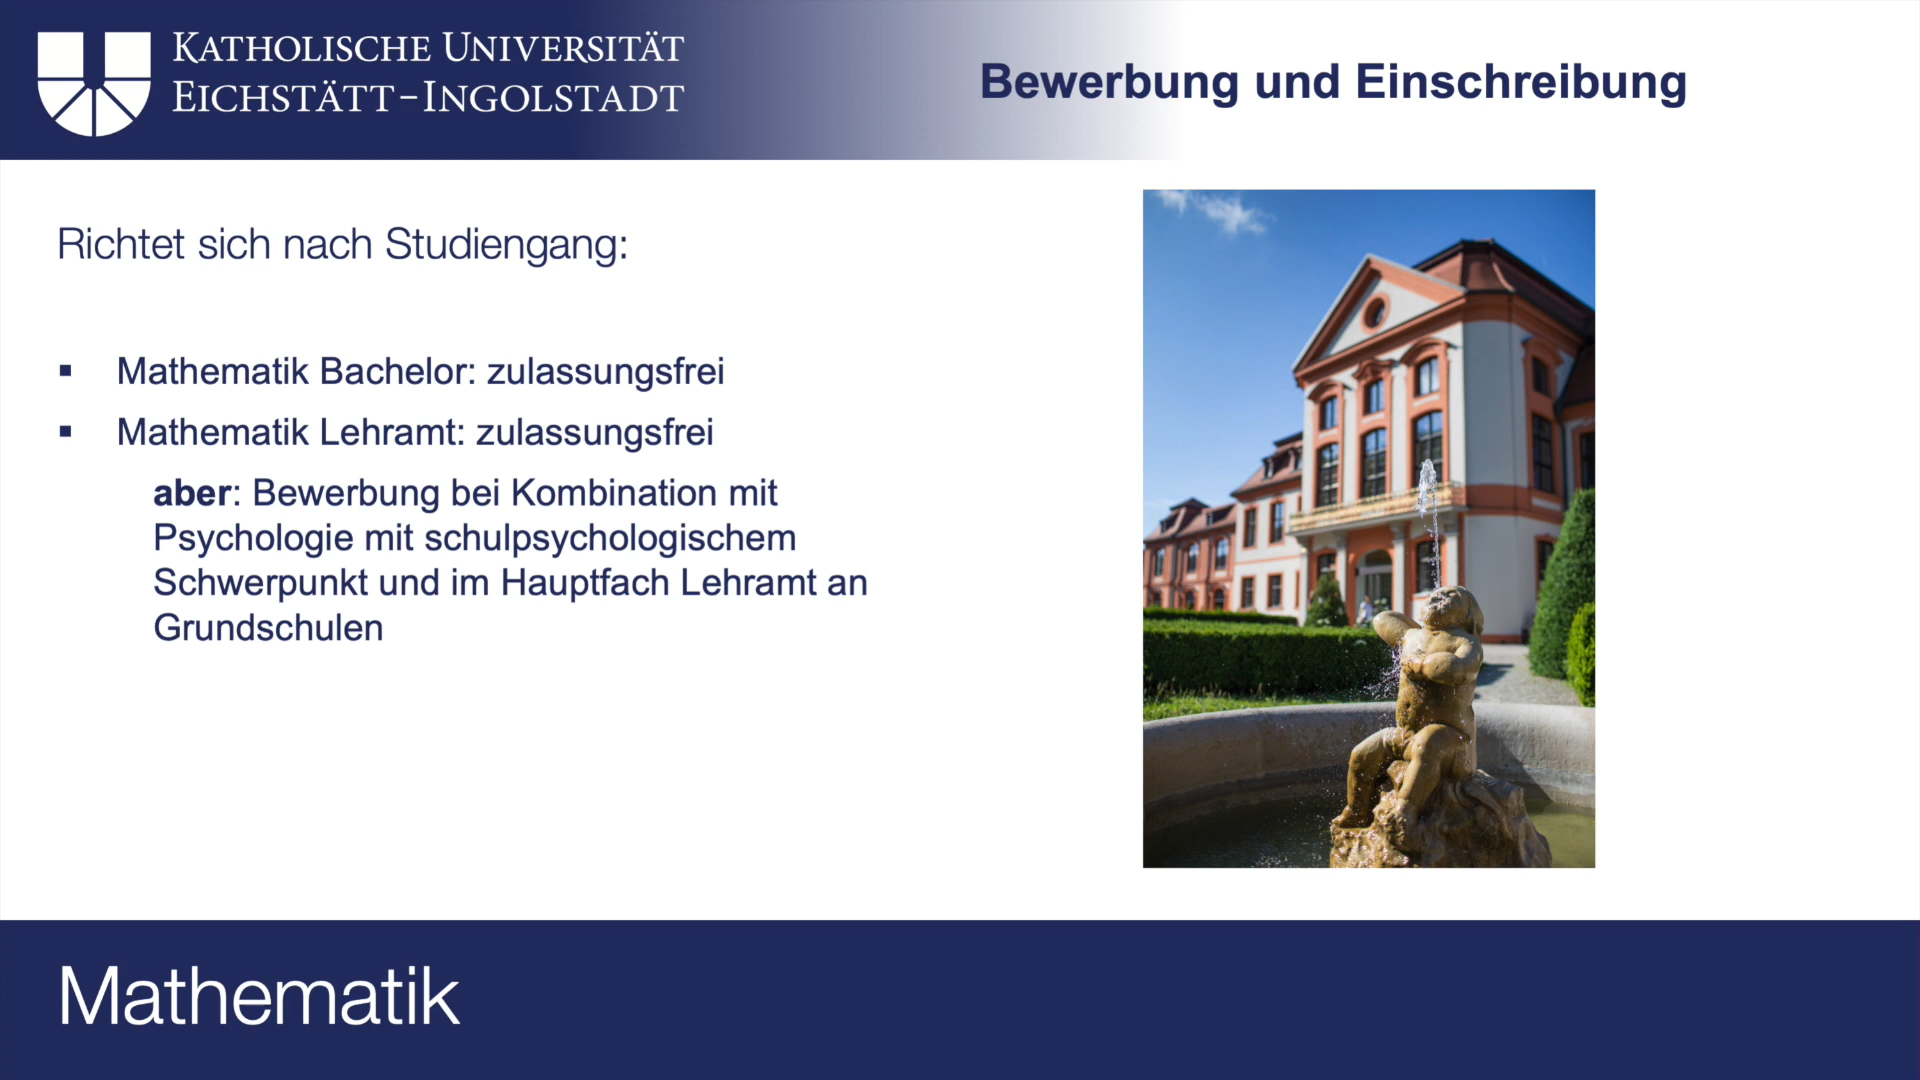 KATHOLISCHE UNIVERSITÄT
EICHSTÄTT-INGOLSTADT
Bewerbung und Einschreibung
Richtet sich nach Studiengang:
▪ Mathematik Bachelor: zulassungsfrei
▪ Mathematik Lehramt: zulassungsfrei
aber: Bewerbung bei Kombination mit
Psychologie mit schulpsychologischem
Schwerpunkt und im Hauptfach Lehramt an
Grundschulen
Mathematik